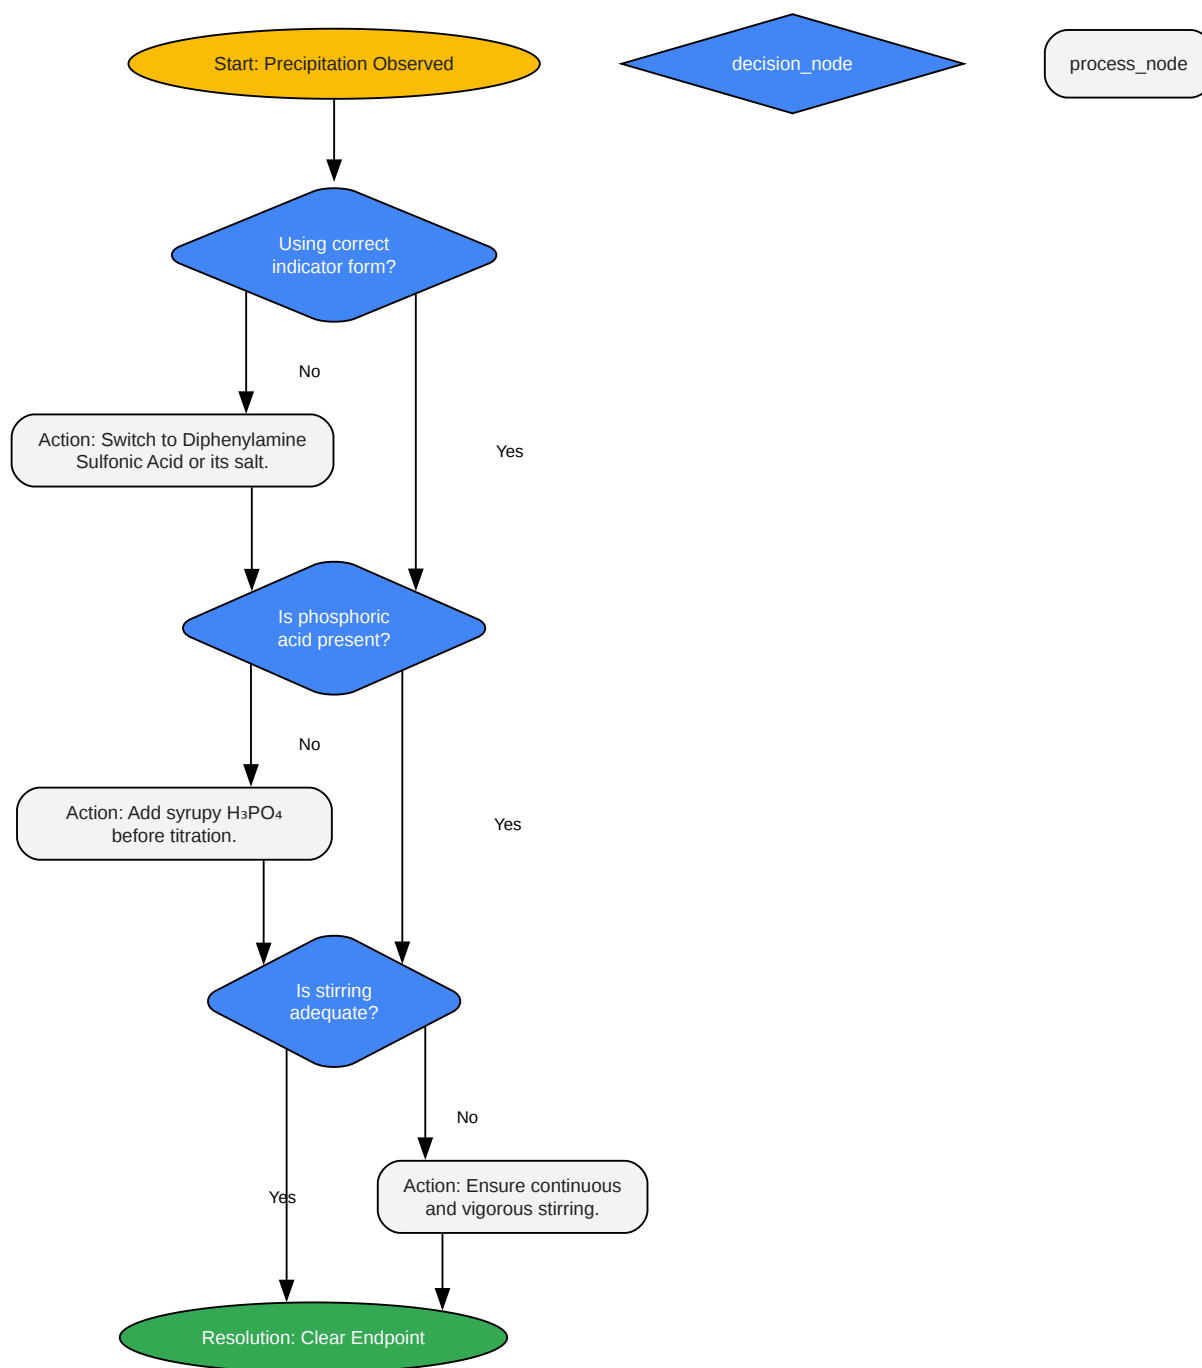 Start: Precipitation Observed
decision_node
process_node
Using correct
indicator form?
No
Action: Switch to Diphenylamine
Sulfonic Acid or its salt.
Yes
Is phosphoric
acid present?
No
Action: Add syrupy H₃PO₄
before titration.
Yes
Is stirring
adequate?
No
Action: Ensure continuous
and vigorous stirring.
Yes
Resolution: Clear Endpoint